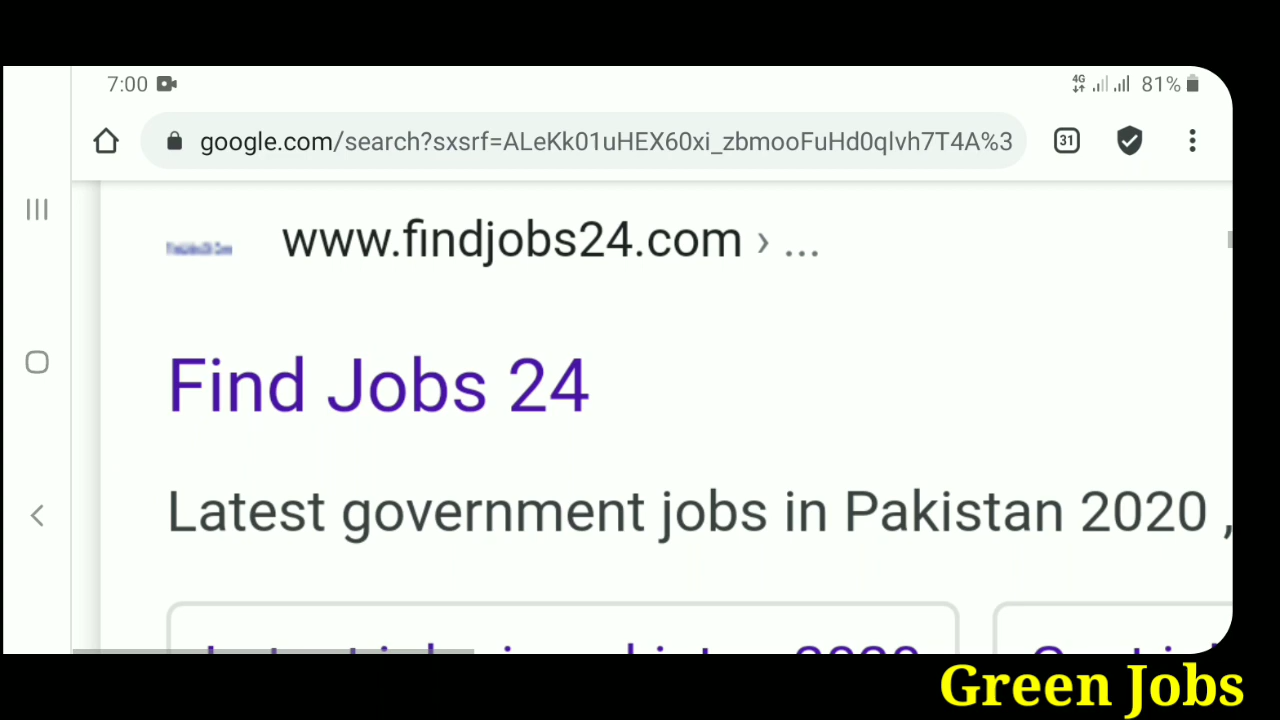 7:00
4G 81%
google.com/search?sxsrf=ALeKk01uHEX60xi_zbmooFuHd0qlvh7T4A%3
31
www.findjobs24.com › ...
Find Jobs 24
Latest government jobs in Pakistan 2020 ,
Green Jobs